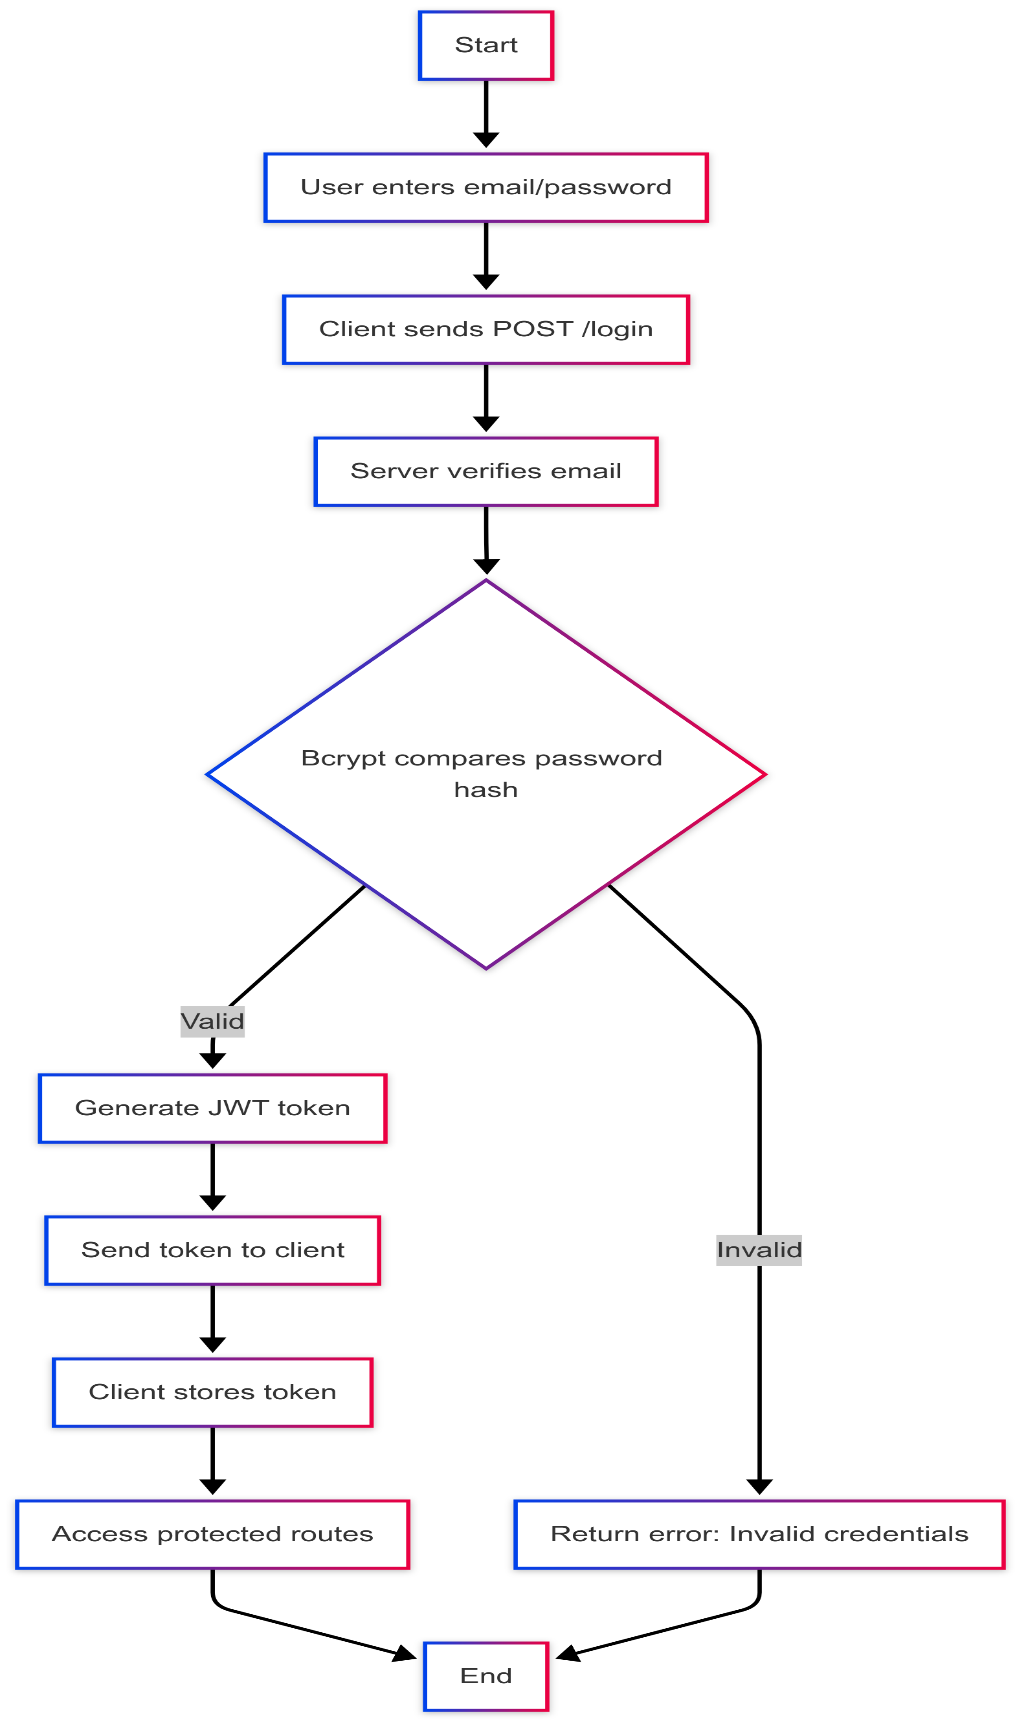 Start
User enters email/password
Client sends POST /login
Server verifies email
Bcrypt compares password
hash
Valid
Generate JWT token
Send token to client
Invalid
Client stores token
Access protected routes
Return error: Invalid credentials
End